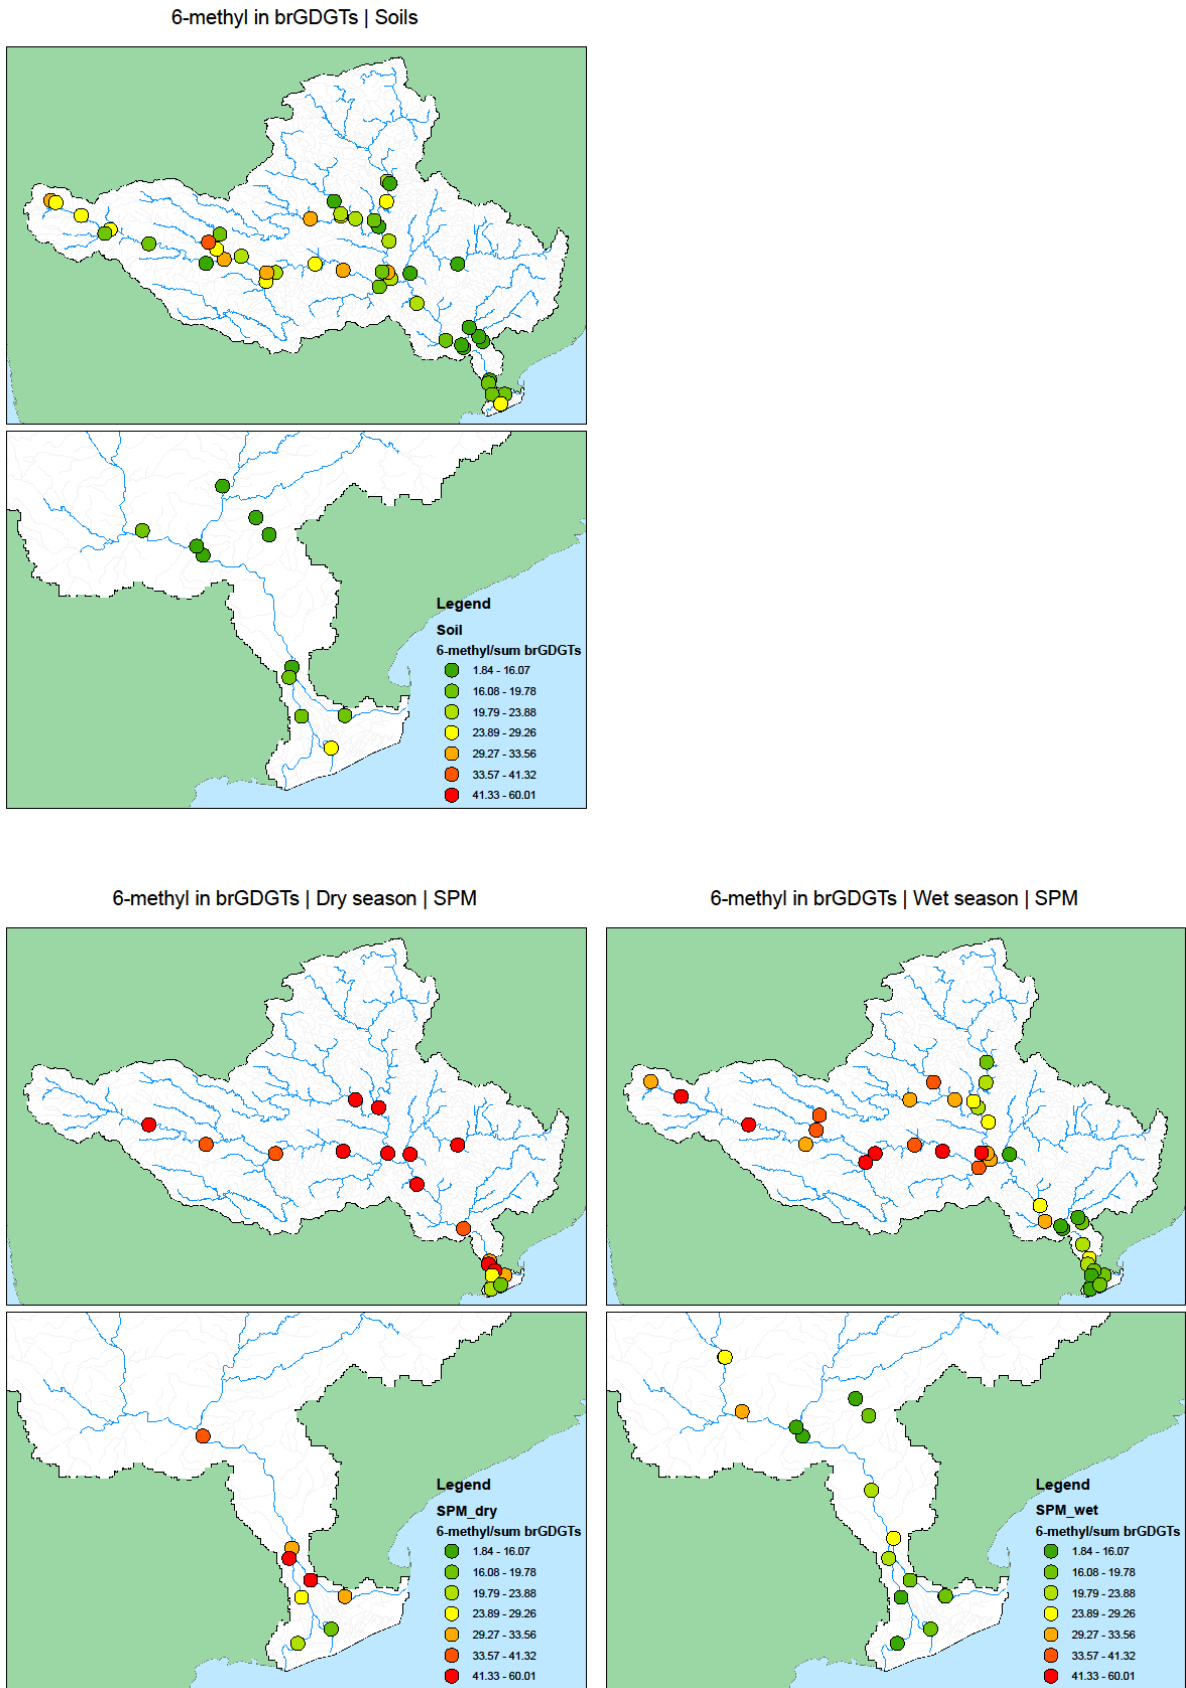 6-methyl in brGDGTs | Soils
Legend
Soil
6-methyl/sum brGDGTs
1.84 - 16.07
16.08 - 19.78
19.79 - 23.88
23.89 - 29.26
29.27 - 33.56
33.57 - 41.32
41.33 - 60.01
6-methyl in brGDGTs | Dry season | SPM
Legend
SPM_dry
6-methyl/sum brGDGTs
1.84 - 16.07
16.08 - 19.78
19.79 - 23.88
23.89 - 29.26
29.27 - 33.56
33.57 - 41.32
41.33 - 60.01
6-methyl in brGDGTs | Wet season | SPM
Legend
SPM_wet
6-methyl/sum brGDGTs
1.84 - 16.07
16.08 - 19.78
19.79 - 23.88
23.89 - 29.26
29.27 - 33.56
33.57 - 41.32
41.33 - 60.01